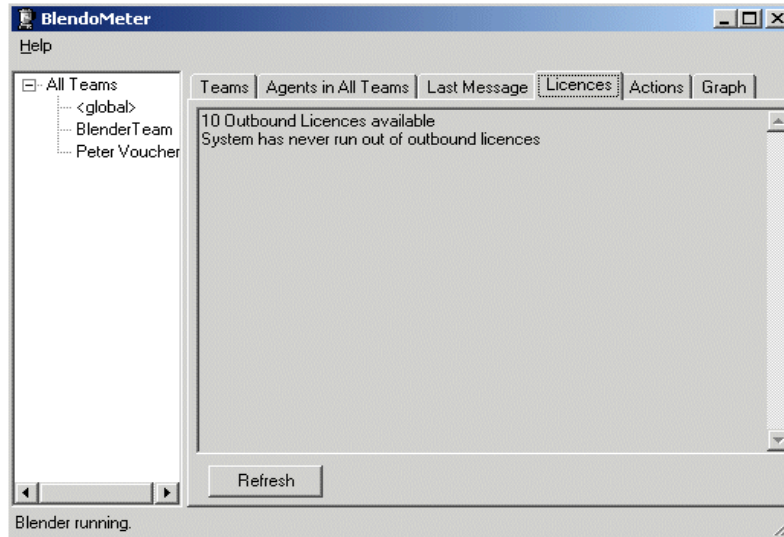 BlendoMeter
Help
All Teams
<global>
BlenderTeam
Peter Voucher
Teams
Agents in All Teams
Last Message
Licences
Actions
Graph
10 Outbound Licences available
System has never run out of outbound licences
Refresh
Blender running.